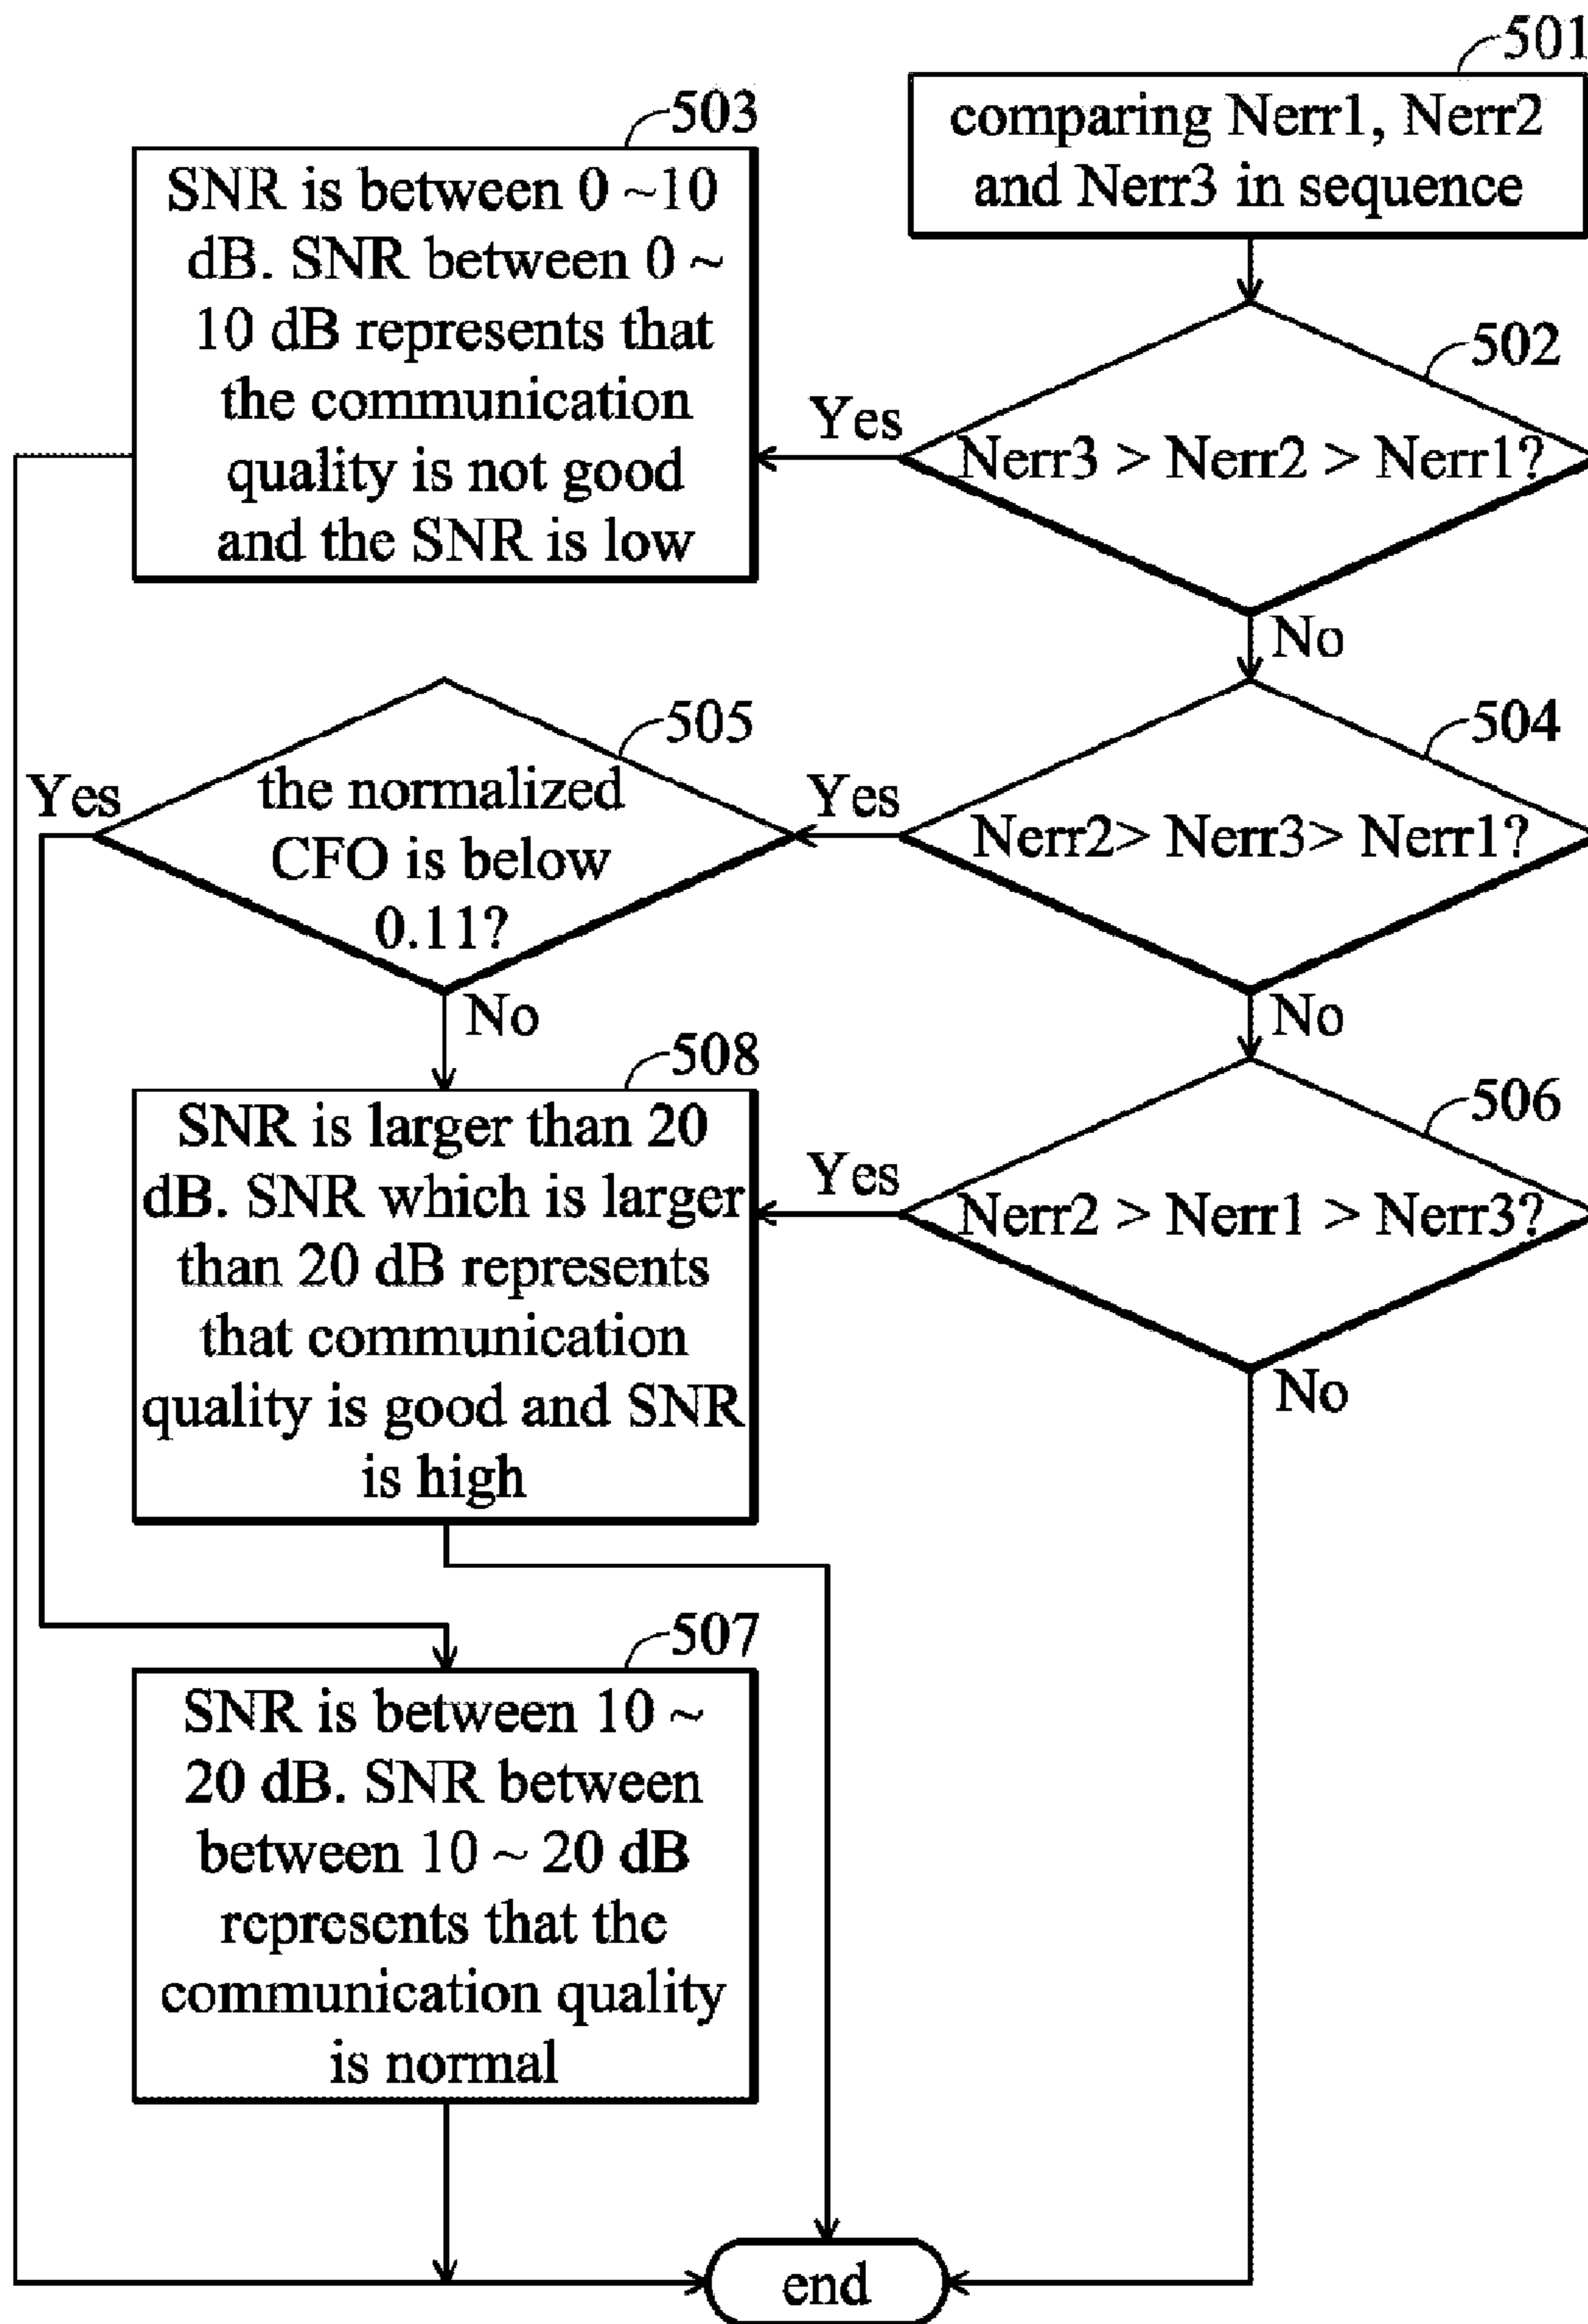 501
comparing Nerr1, Nerr2
and Nerr3 in sequence
503
SNR is between 0 ~10
dB. SNR between 0 ~
10 dB represents that
the communication
quality is not good
and the SNR is low
502
Yes
Nerr3 > Nerr2 > Nerr1?
No
505
Yes
the normalized
CFO is below
0.11?
No
504
Yes
Nerr2> Nerr3> Nerr1?
No
508
SNR is larger than 20
dB. SNR which is larger
than 20 dB represents
that communication
quality is good and SNR
is high
506
Yes
Nerr2 > Nerr1 > Nerr3?
No
507
SNR is between 10 ~
20 dB. SNR between
between 10 ~ 20 dB
represents that the
communication quality
is normal
end